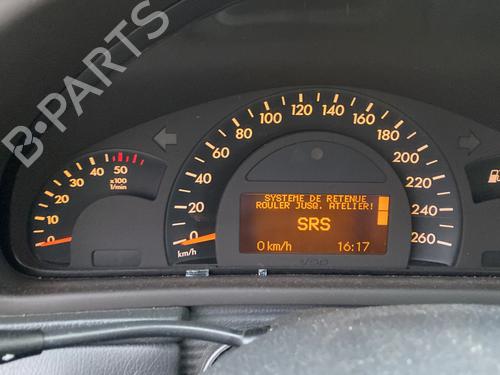 B-PARTS
0
10
20
30
40
50
x100
1/min
0
20
40
60
80
100
120
140
160
180
200
220
240
260
km/h
SYSTEME DE RETENUE
ROULER JUSQ. ATELIER!
SRS
0 km/h
16:17
VDO